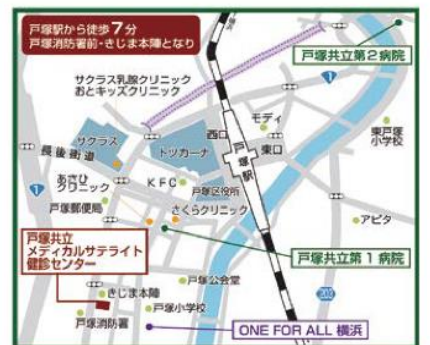 戸塚駅から徒歩7分
戸塚消防署前・きじま本陣となり
戸塚共立第2病院
サクラス乳腺クリニック
おとキッズクリニック
1
サクラス
長後街道
トツカーナ
西口
モディ
東口
戸塚駅
東戸塚
小学校
あさひ
クリニック
KFC
戸塚区役所
1
戸塚郵便局
さくらクリニック
アピタ
戸塚共立
メディカルサテライト
健診センター
戸塚共立第1病院
戸塚公会堂
きじま本陣
戸塚小学校
戸塚消防署
ONE FOR ALL 横浜